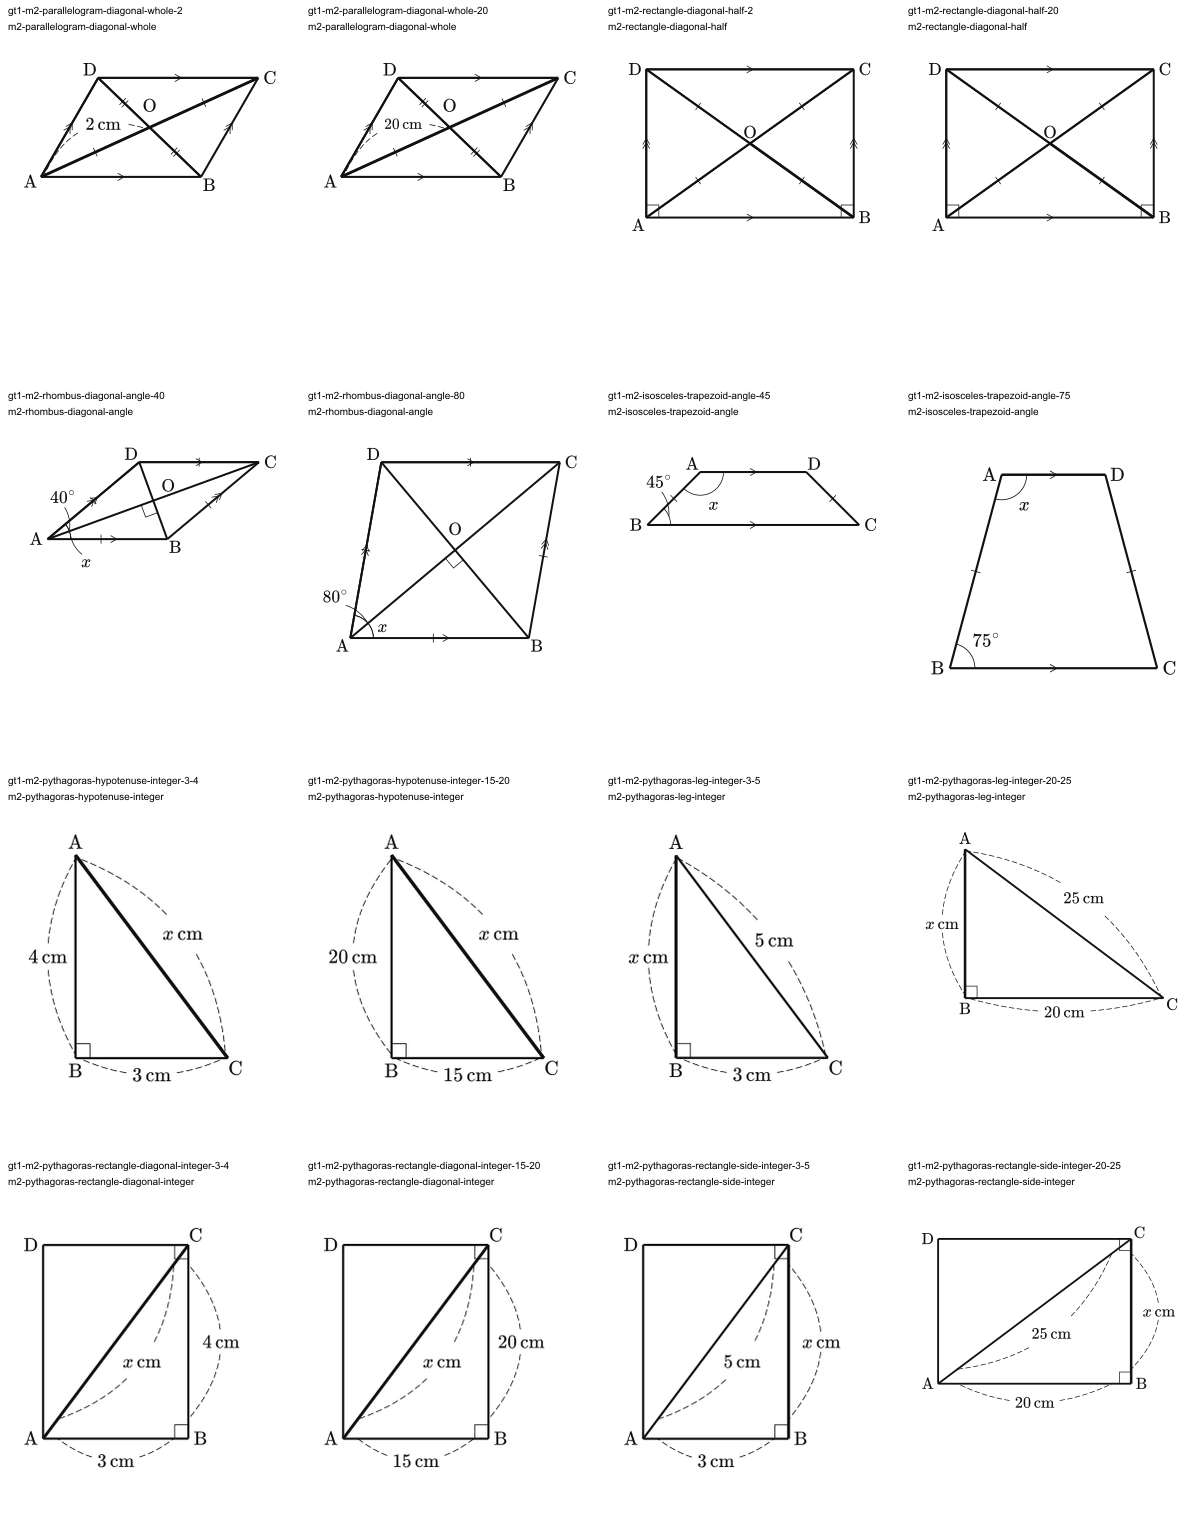 gt1-m2-parallelogram-diagonal-whole-2
m2-parallelogram-diagonal-whole
D
C
O
2 cm
A
B
gt1-m2-parallelogram-diagonal-whole-20
m2-parallelogram-diagonal-whole
D
C
O
20 cm
A
B
gt1-m2-rectangle-diagonal-half-2
m2-rectangle-diagonal-half
D
C
O
A
B
gt1-m2-rectangle-diagonal-half-20
m2-rectangle-diagonal-half
D
C
O
A
B
gt1-m2-rhombus-diagonal-angle-40
m2-rhombus-diagonal-angle
D
C
O
40°
A
B
x
gt1-m2-rhombus-diagonal-angle-80
m2-rhombus-diagonal-angle
D
C
O
80°
x
A
B
gt1-m2-isosceles-trapezoid-angle-45
m2-isosceles-trapezoid-angle
A
D
45°
x
B
C
gt1-m2-isosceles-trapezoid-angle-75
m2-isosceles-trapezoid-angle
A
D
x
75°
B
C
gt1-m2-pythagoras-hypotenuse-integer-3-4
m2-pythagoras-hypotenuse-integer
A
x cm
4 cm
B
C
3 cm
gt1-m2-pythagoras-hypotenuse-integer-15-20
m2-pythagoras-hypotenuse-integer
A
x cm
20 cm
B
C
15 cm
gt1-m2-pythagoras-leg-integer-3-5
m2-pythagoras-leg-integer
A
5 cm
x cm
B
C
3 cm
gt1-m2-pythagoras-leg-integer-20-25
m2-pythagoras-leg-integer
A
25 cm
x cm
B
C
20 cm
gt1-m2-pythagoras-rectangle-diagonal-integer-3-4
m2-pythagoras-rectangle-diagonal-integer
D
C
4 cm
x cm
A
B
3 cm
gt1-m2-pythagoras-rectangle-diagonal-integer-15-20
m2-pythagoras-rectangle-diagonal-integer
D
C
20 cm
x cm
A
B
15 cm
gt1-m2-pythagoras-rectangle-side-integer-3-5
m2-pythagoras-rectangle-side-integer
D
C
x cm
5 cm
A
B
3 cm
gt1-m2-pythagoras-rectangle-side-integer-20-25
m2-pythagoras-rectangle-side-integer
D
C
x cm
25 cm
A
B
20 cm